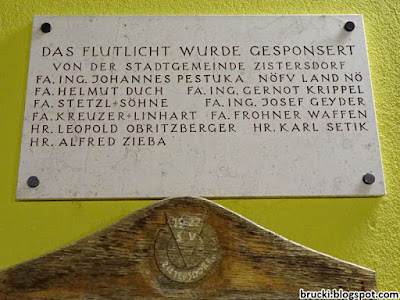 DAS FLUTLICHT WURDE GESPONSERT
VON DER STADTGEMEINDE ZISTERSDORF
FA. ING. JOHANNES PESTUKA NÖFV LAND NÖ
FA. HELMUT DUCH FA. ING. GERNOT KRIPPEL
FA. STETZL+SÖHNE FA. ING. JOSEF GEYDER
FA. KREUZER+LINHART FA. FROHNER WAFFEN
HR. LEOPOLD OBRITZBERGER HR. KARL SETIK
HR. ALFRED ZIEBA
brucki.blogspot.com